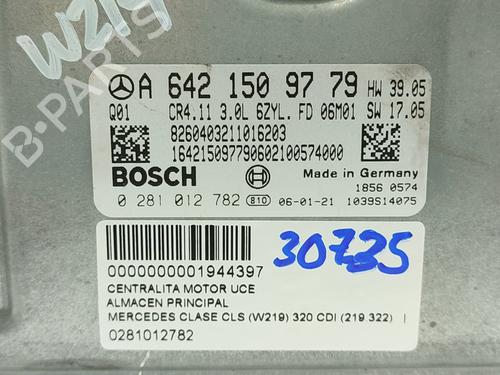 W219
B-PARTS
A 642 150 97 79 HW 39.05
Q01 CR4.11 3.0L 6ZYL. FD 06M01 SW 17.05
8260403211016203
164215097790602100574000
BOSCH Made in Germany
1856 0574
0 281 012 782 810 06-01-21 1039S14075
30735
0000000001944397
CENTRALITA MOTOR UCE
ALMACEN PRINCIPAL
MERCEDES CLASE CLS (W219) 320 CDI (219.322) |
0281012782